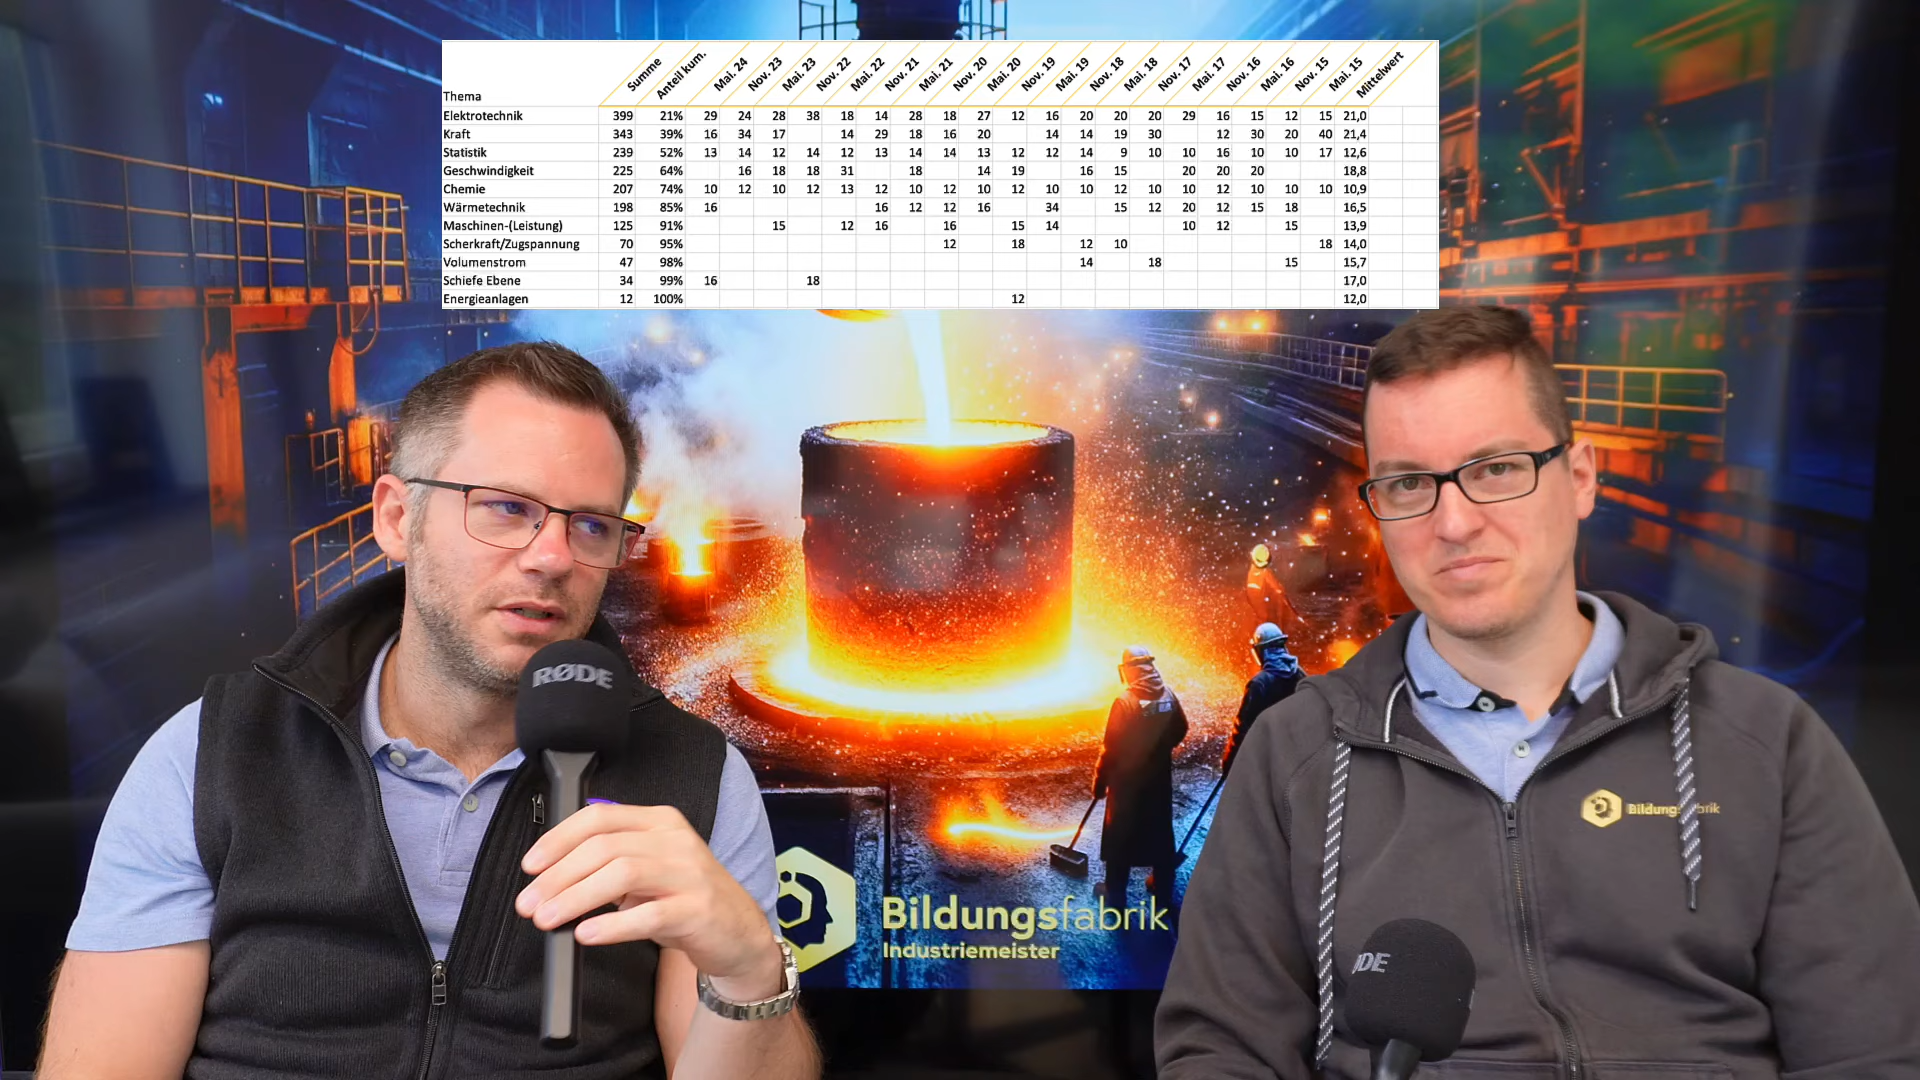 Thema Summe Anteil kum. Mai. 24 Nov. 23 Mai. 23 Nov. 22 Mai. 22 Nov. 21 Mai. 21 Nov. 20 Mai. 20 Nov. 19 Mai. 19 Nov. 18 Mai. 18 Nov. 17 Mai. 17 Nov. 16 Mai. 16 Nov. 15 Mai. 15 Mittelwert
Elektrotechnik 399 21% 29 24 28 38 18 14 28 18 27 12 16 20 20 20 29 16 15 12 15 21,0
Kraft 343 39% 16 34 17 14 29 18 16 20 14 14 19 30 12 30 20 40 21,4
Statistik 239 52% 13 14 12 14 12 13 14 14 13 12 12 14 9 10 10 16 10 10 17 12,6
Geschwindigkeit 225 64% 16 18 18 31 18 14 19 16 15 20 20 20 18,8
Chemie 207 74% 10 12 10 12 13 12 10 12 10 12 10 10 12 10 10 12 10 10 10 10,9
Wärmetechnik 198 85% 16 16 12 12 16 34 15 12 20 12 15 18 16,5
Maschinen-(Leistung) 125 91% 15 12 16 16 15 14 10 12 15 13,9
Scherkraft/Zugspannung 70 95% 12 18 12 10 18 14,0
Volumenstrom 47 98% 14 18 15 15,7
Schiefe Ebene 34 99% 16 18 17,0
Energieanlagen 12 100% 12 12,0
RØDE
Bildungsfabrik
Industriemeister
Bildung brik
ØDE